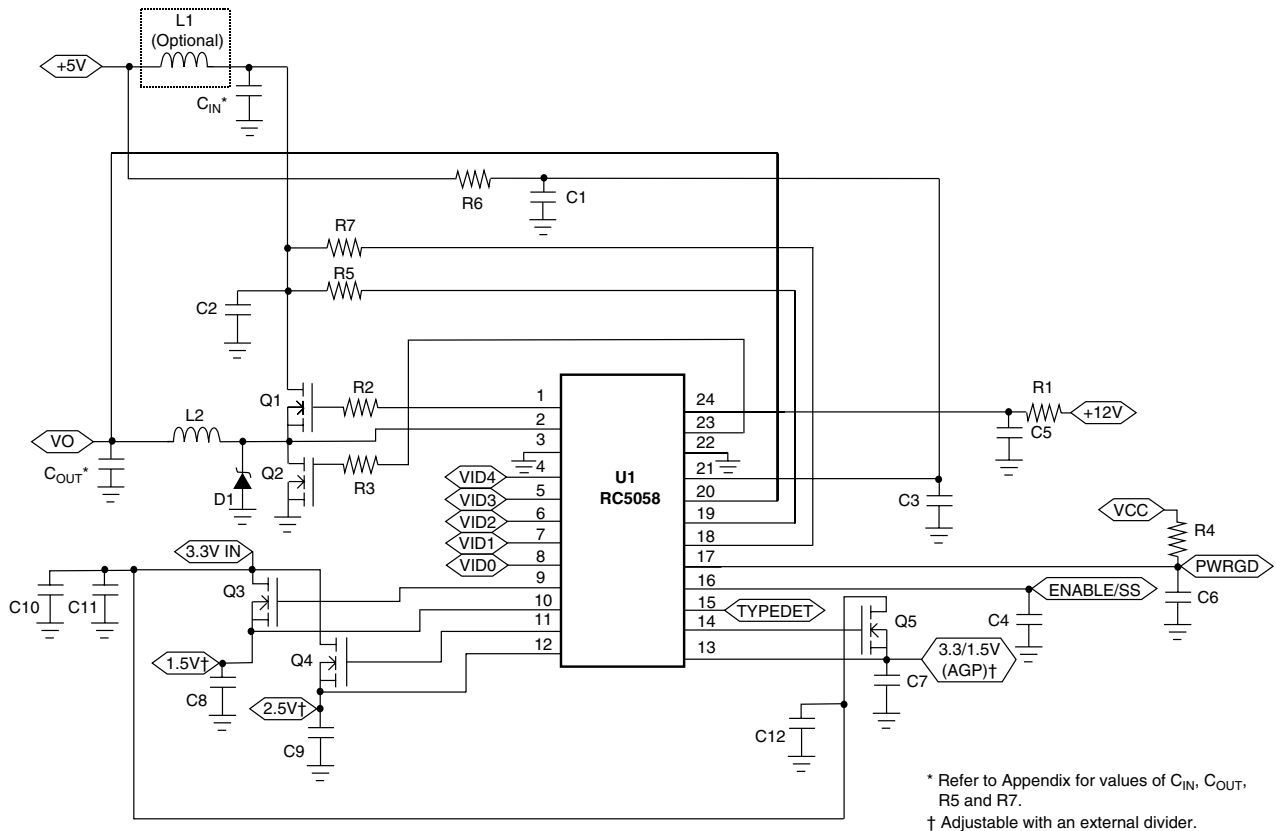 L1
(Optional)
+5V
C_IN*
R6
C1
R7
R5
C2
Q1
R2
1
24
R1
+12V
L2
2
23
C5
VO
3
22
C_OUT*
Q2
R3
D1
U1
RC5058
VID4
4
21
VID3
5
20
C3
VID2
6
19
VCC
VID1
7
18
R4
VID0
8
17
PWRGD
3.3V IN
9
16
ENABLE/SS
C6
C10
C11
Q3
10
15
TYPEDET
Q5
C4
11
14
12
13
3.3/1.5V
(AGP)†
1.5V†
Q4
C7
C8
2.5V†
C9
C12
* Refer to Appendix for values of C_IN, C_OUT,
R5 and R7.
† Adjustable with an external divider.